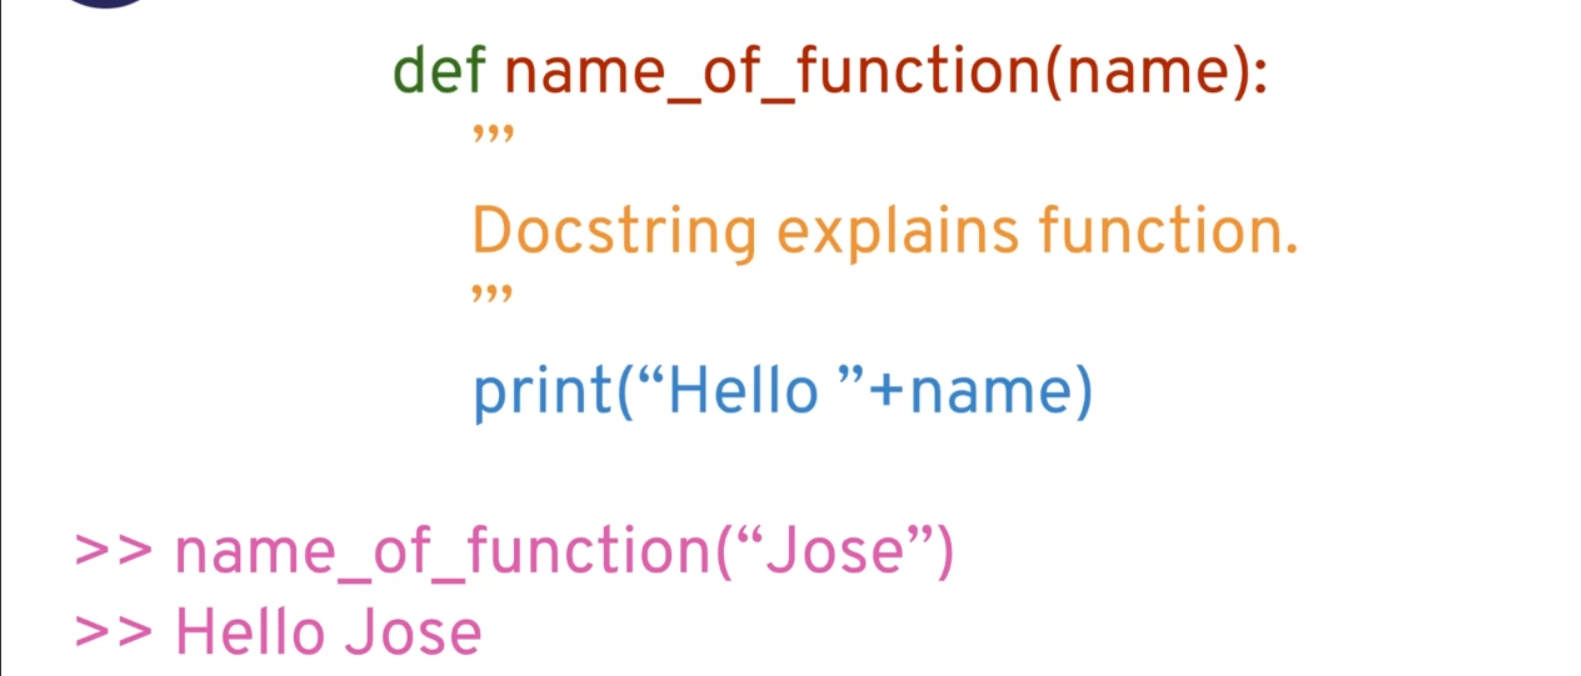 def name_of_function(name):
’’’
Docstring explains function.
’’’
print(“Hello ”+name)
>> name_of_function(“Jose”)
>> Hello Jose